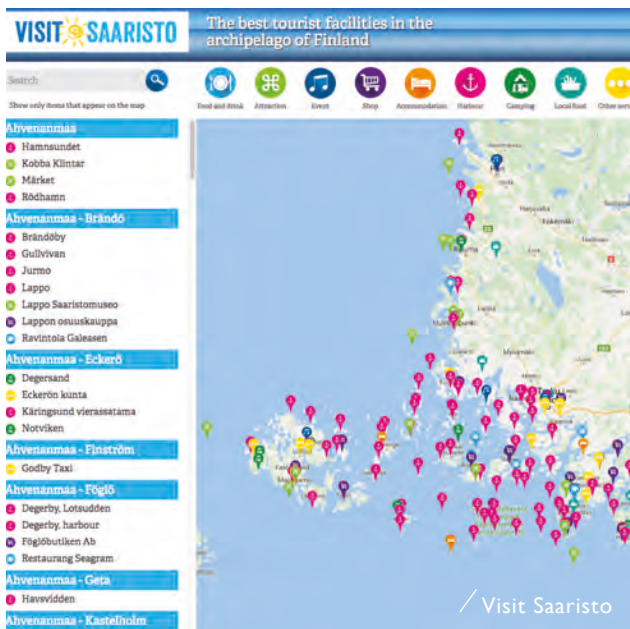 VISIT SAARISTO
The best tourist facilities in the
archipelago of Finland
Search
Show only items that appear on the map
Food and drink
Attraction
Event
Shop
Accommodation
Harbour
Camping
Local food
Other
Ahvenanmaa
Hamnsundet
Kobba Klintar
Märket
Rödhamn
Ahvenanmaa - Brändö
Brändöby
Gullvivan
Jurmo
Lappo
Lappo Saaristomuseo
Lappon osuuskauppa
Ravintola Galeasen
Ahvenanmaa - Eckerö
Degersand
Eckerön kunta
Käringsund vierassatama
Notviken
Ahvenanmaa - Finström
Godby Taxi
Ahvenanmaa - Föglö
Degerby, Lotsudden
Degerby, harbour
Föglöbutiken Ab
Restaurang Seagram
Ahvenanmaa - Geta
Havsvidden
Ahvenanmaa - Kastelholm
Visit Saaristo